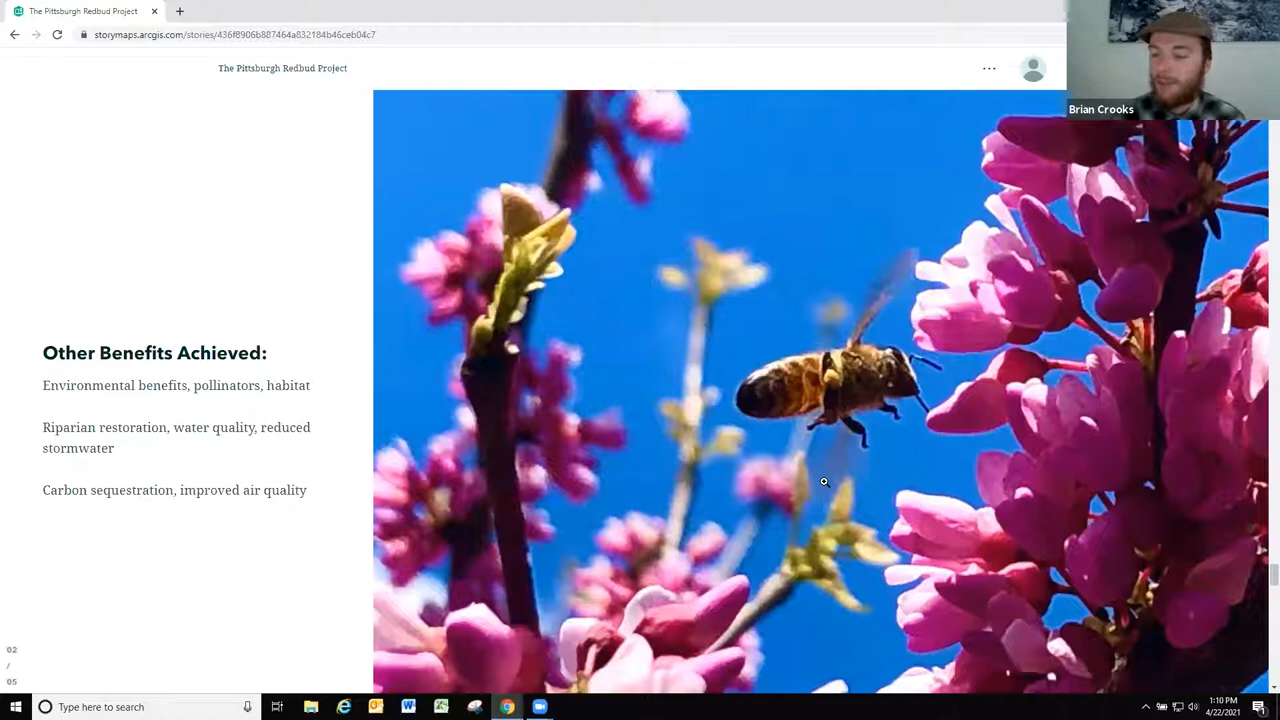 The Pittsburgh Redbud Project
storymaps.arcgis.com/stories/436f8906b887464a832184b46ceb04c7
The Pittsburgh Redbud Project
Brian Crooks
Other Benefits Achieved:
Environmental benefits, pollinators, habitat
Riparian restoration, water quality, reduced
stormwater
Carbon sequestration, improved air quality
02
/
05
Type here to search
1:10 PM
4/22/2021